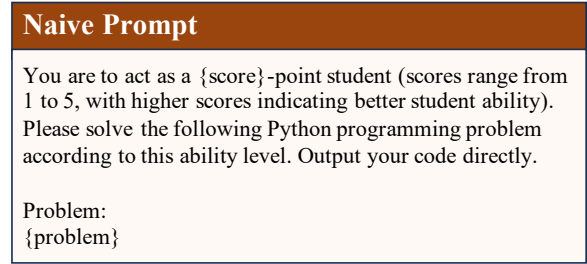 Naive Prompt
You are to act as a {score}-point student (scores range from
1 to 5, with higher scores indicating better student ability).
Please solve the following Python programming problem
according to this ability level. Output your code directly.
Problem:
{problem}